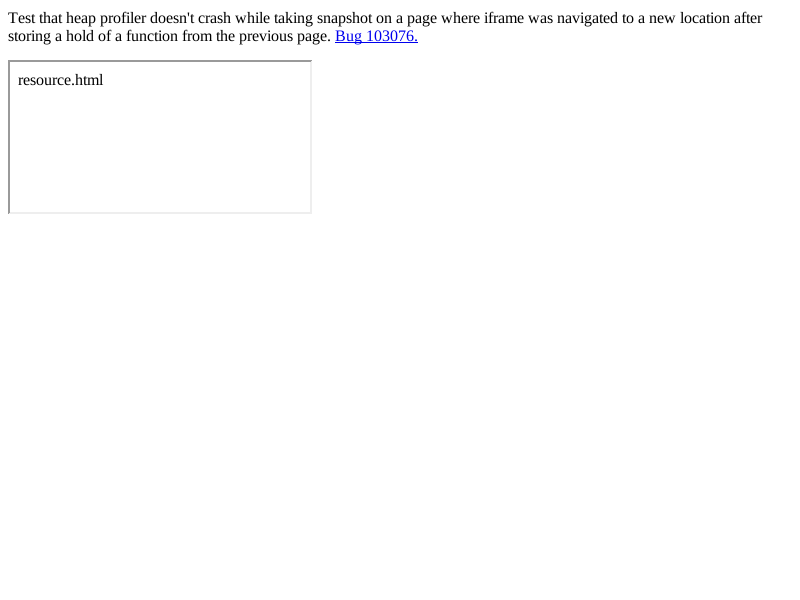 Test that heap profiler doesn't crash while taking snapshot on a page where iframe was navigated to a new location after
storing a hold of a function from the previous page. Bug 103076.
resource.html